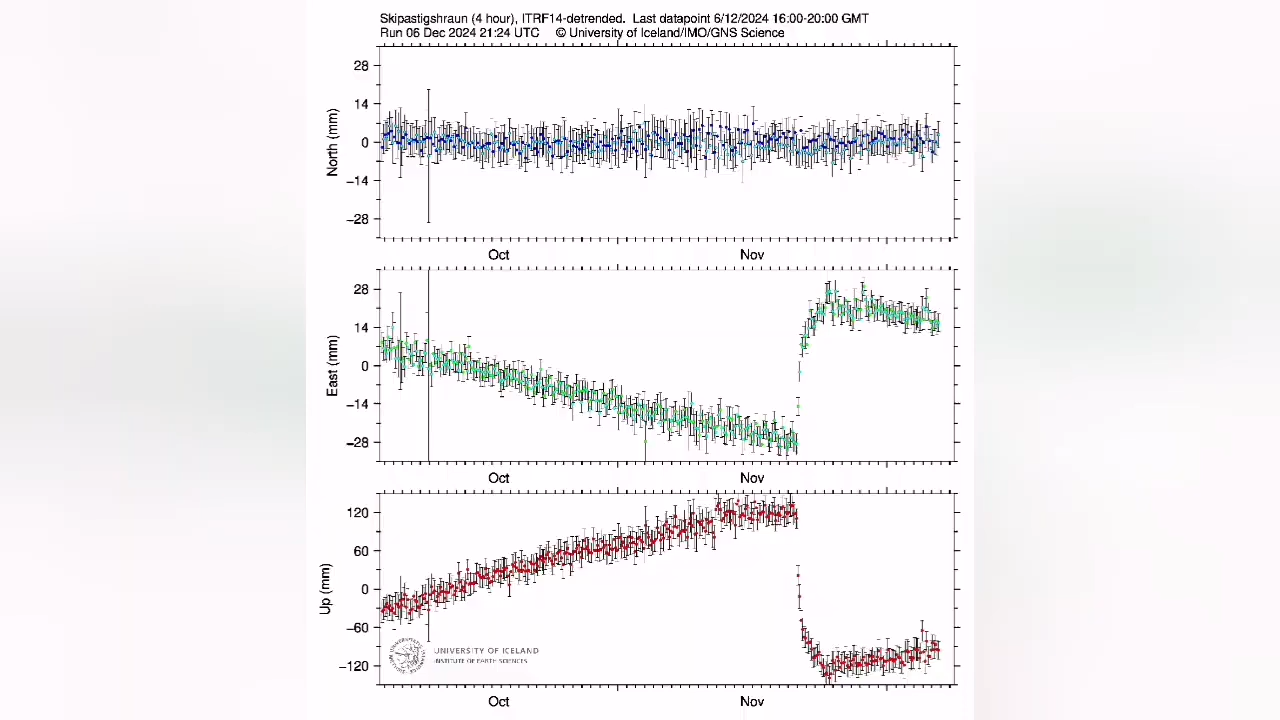 Skipastigshraun (4 hour), ITRF14-detrended. Last datapoint 6/12/2024 16:00-20:00 GMT
Run 06 Dec 2024 21:24 UTC © University of Iceland/IMO/GNS Science
28
14
0
−14
−28
North (mm)
Oct Nov
28
14
0
−14
−28
East (mm)
Oct Nov
120
60
0
−60
−120
Up (mm)
UNIVERSITY OF ICELAND
INSTITUTE OF EARTH SCIENCES
Oct Nov